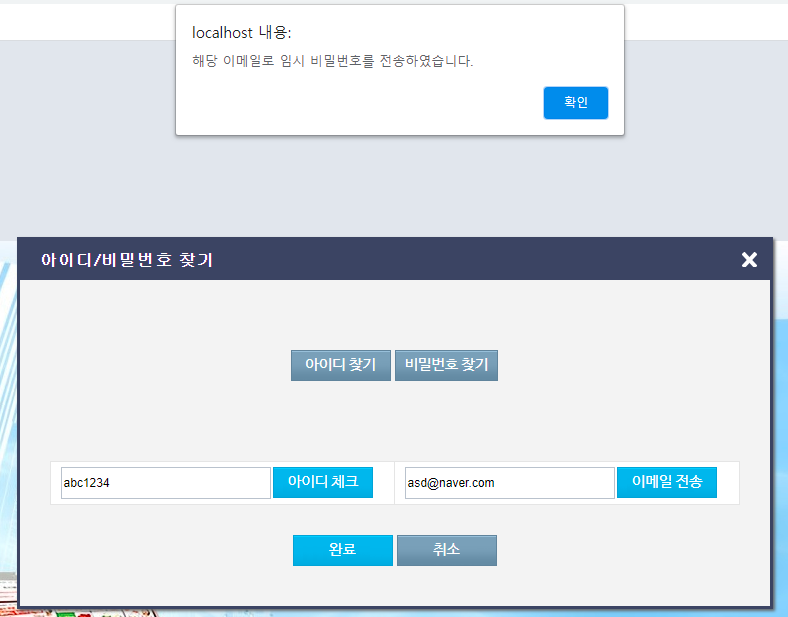 localhost 내용:
해당 이메일로 임시 비밀번호를 전송하였습니다.
확인
아이디/비밀번호 찾기
아이디 찾기 비밀번호 찾기
abc1234 아이디 체크 asd@naver.com 이메일 전송
완료 취소